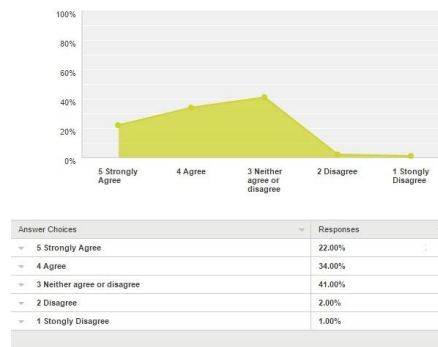 100%
80%
60%
40%
20%
0%
5 Strongly Agree
4 Agree
3 Neither agree or disagree
2 Disagree
1 Stongly Disagree
Answer Choices Responses
5 Strongly Agree 22.00%
4 Agree 34.00%
3 Neither agree or disagree 41.00%
2 Disagree 2.00%
1 Stongly Disagree 1.00%